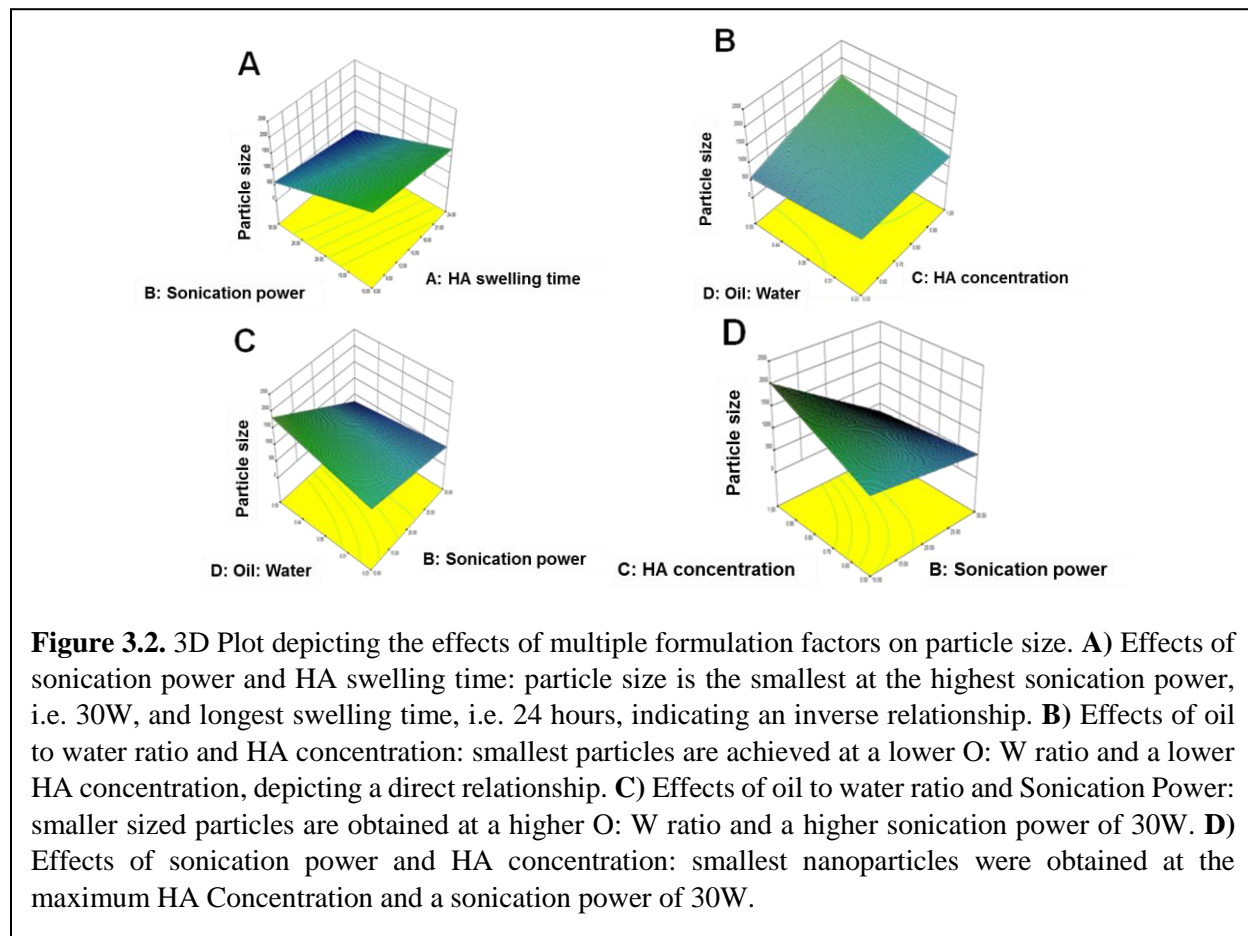 A
B
Particle size
Particle size
B: Sonication power
A: HA swelling time
D: Oil: Water
C: HA concentration
C
D
Particle size
Particle size
D: Oil: Water
B: Sonication power
C: HA concentration
B: Sonication power
Figure 3.2. 3D Plot depicting the effects of multiple formulation factors on particle size. A) Effects of
sonication power and HA swelling time: particle size is the smallest at the highest sonication power,
i.e. 30W, and longest swelling time, i.e. 24 hours, indicating an inverse relationship. B) Effects of oil
to water ratio and HA concentration: smallest particles are achieved at a lower O: W ratio and a lower
HA concentration, depicting a direct relationship. C) Effects of oil to water ratio and Sonication Power:
smaller sized particles are obtained at a higher O: W ratio and a higher sonication power of 30W. D)
Effects of sonication power and HA concentration: smallest nanoparticles were obtained at the
maximum HA Concentration and a sonication power of 30W.